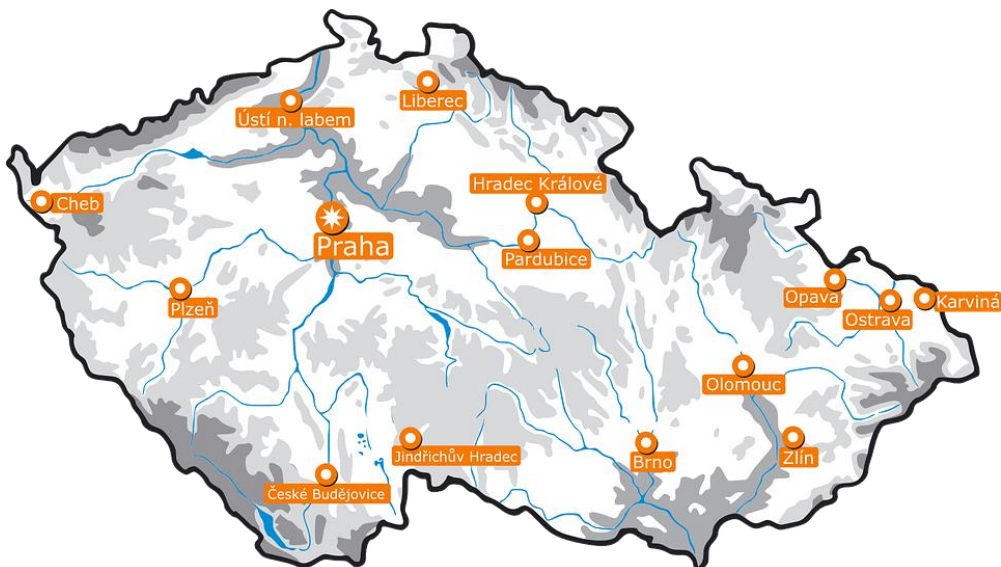 Liberec
Ústí n. labem
Hradec Králové
Cheb
Praha
Pardubice
Plzeň
Opava
Karviná
Ostrava
Olomouc
Jindřichův Hradec
Brno
Zlín
České Budějovice